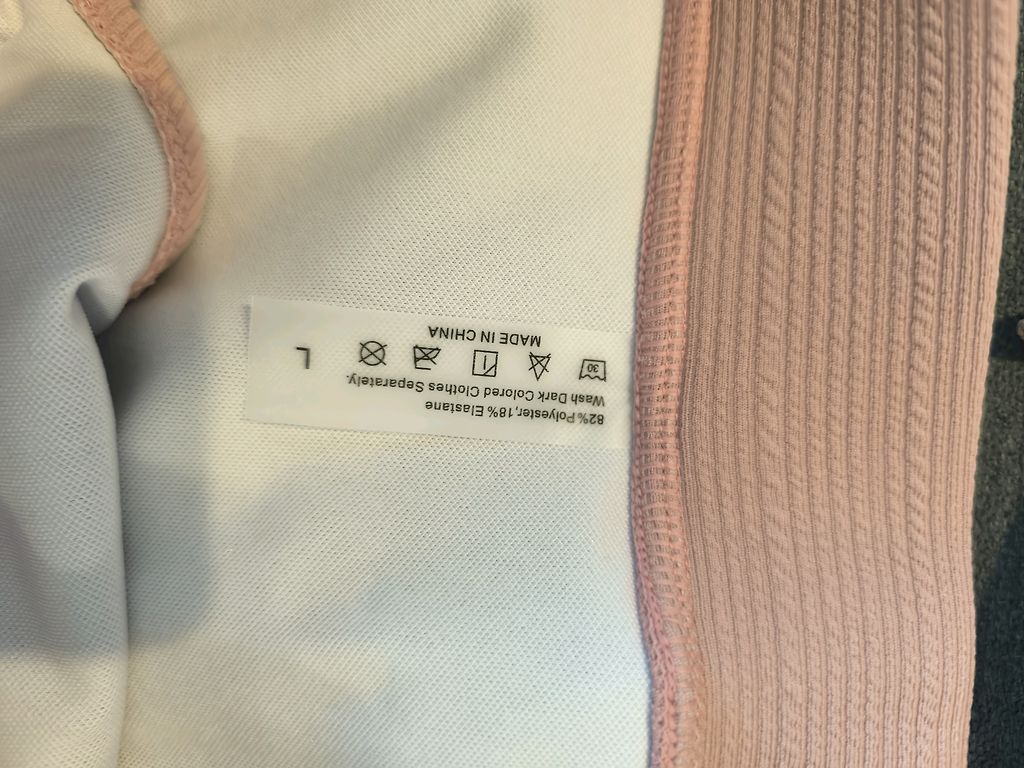 82% Polyester,18% Elastane
Wash Dark Colored Clothes Separately.
30
L
MADE IN CHINA